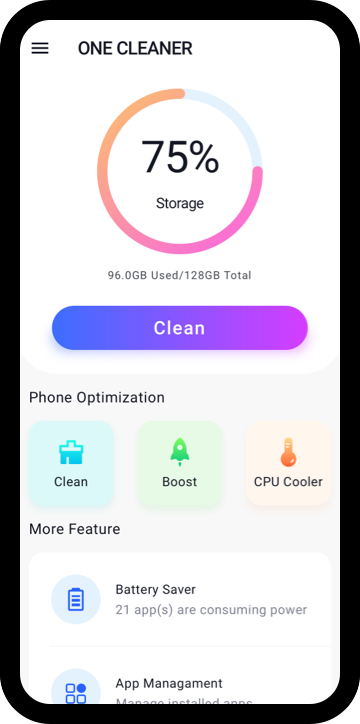 ONE CLEANER
75%
Storage
96.0GB Used/128GB Total
Clean
Phone Optimization
Clean
Boost
CPU Cooler
More Feature
Battery Saver
21 app(s) are consuming power
App Managament
Manage installed apps